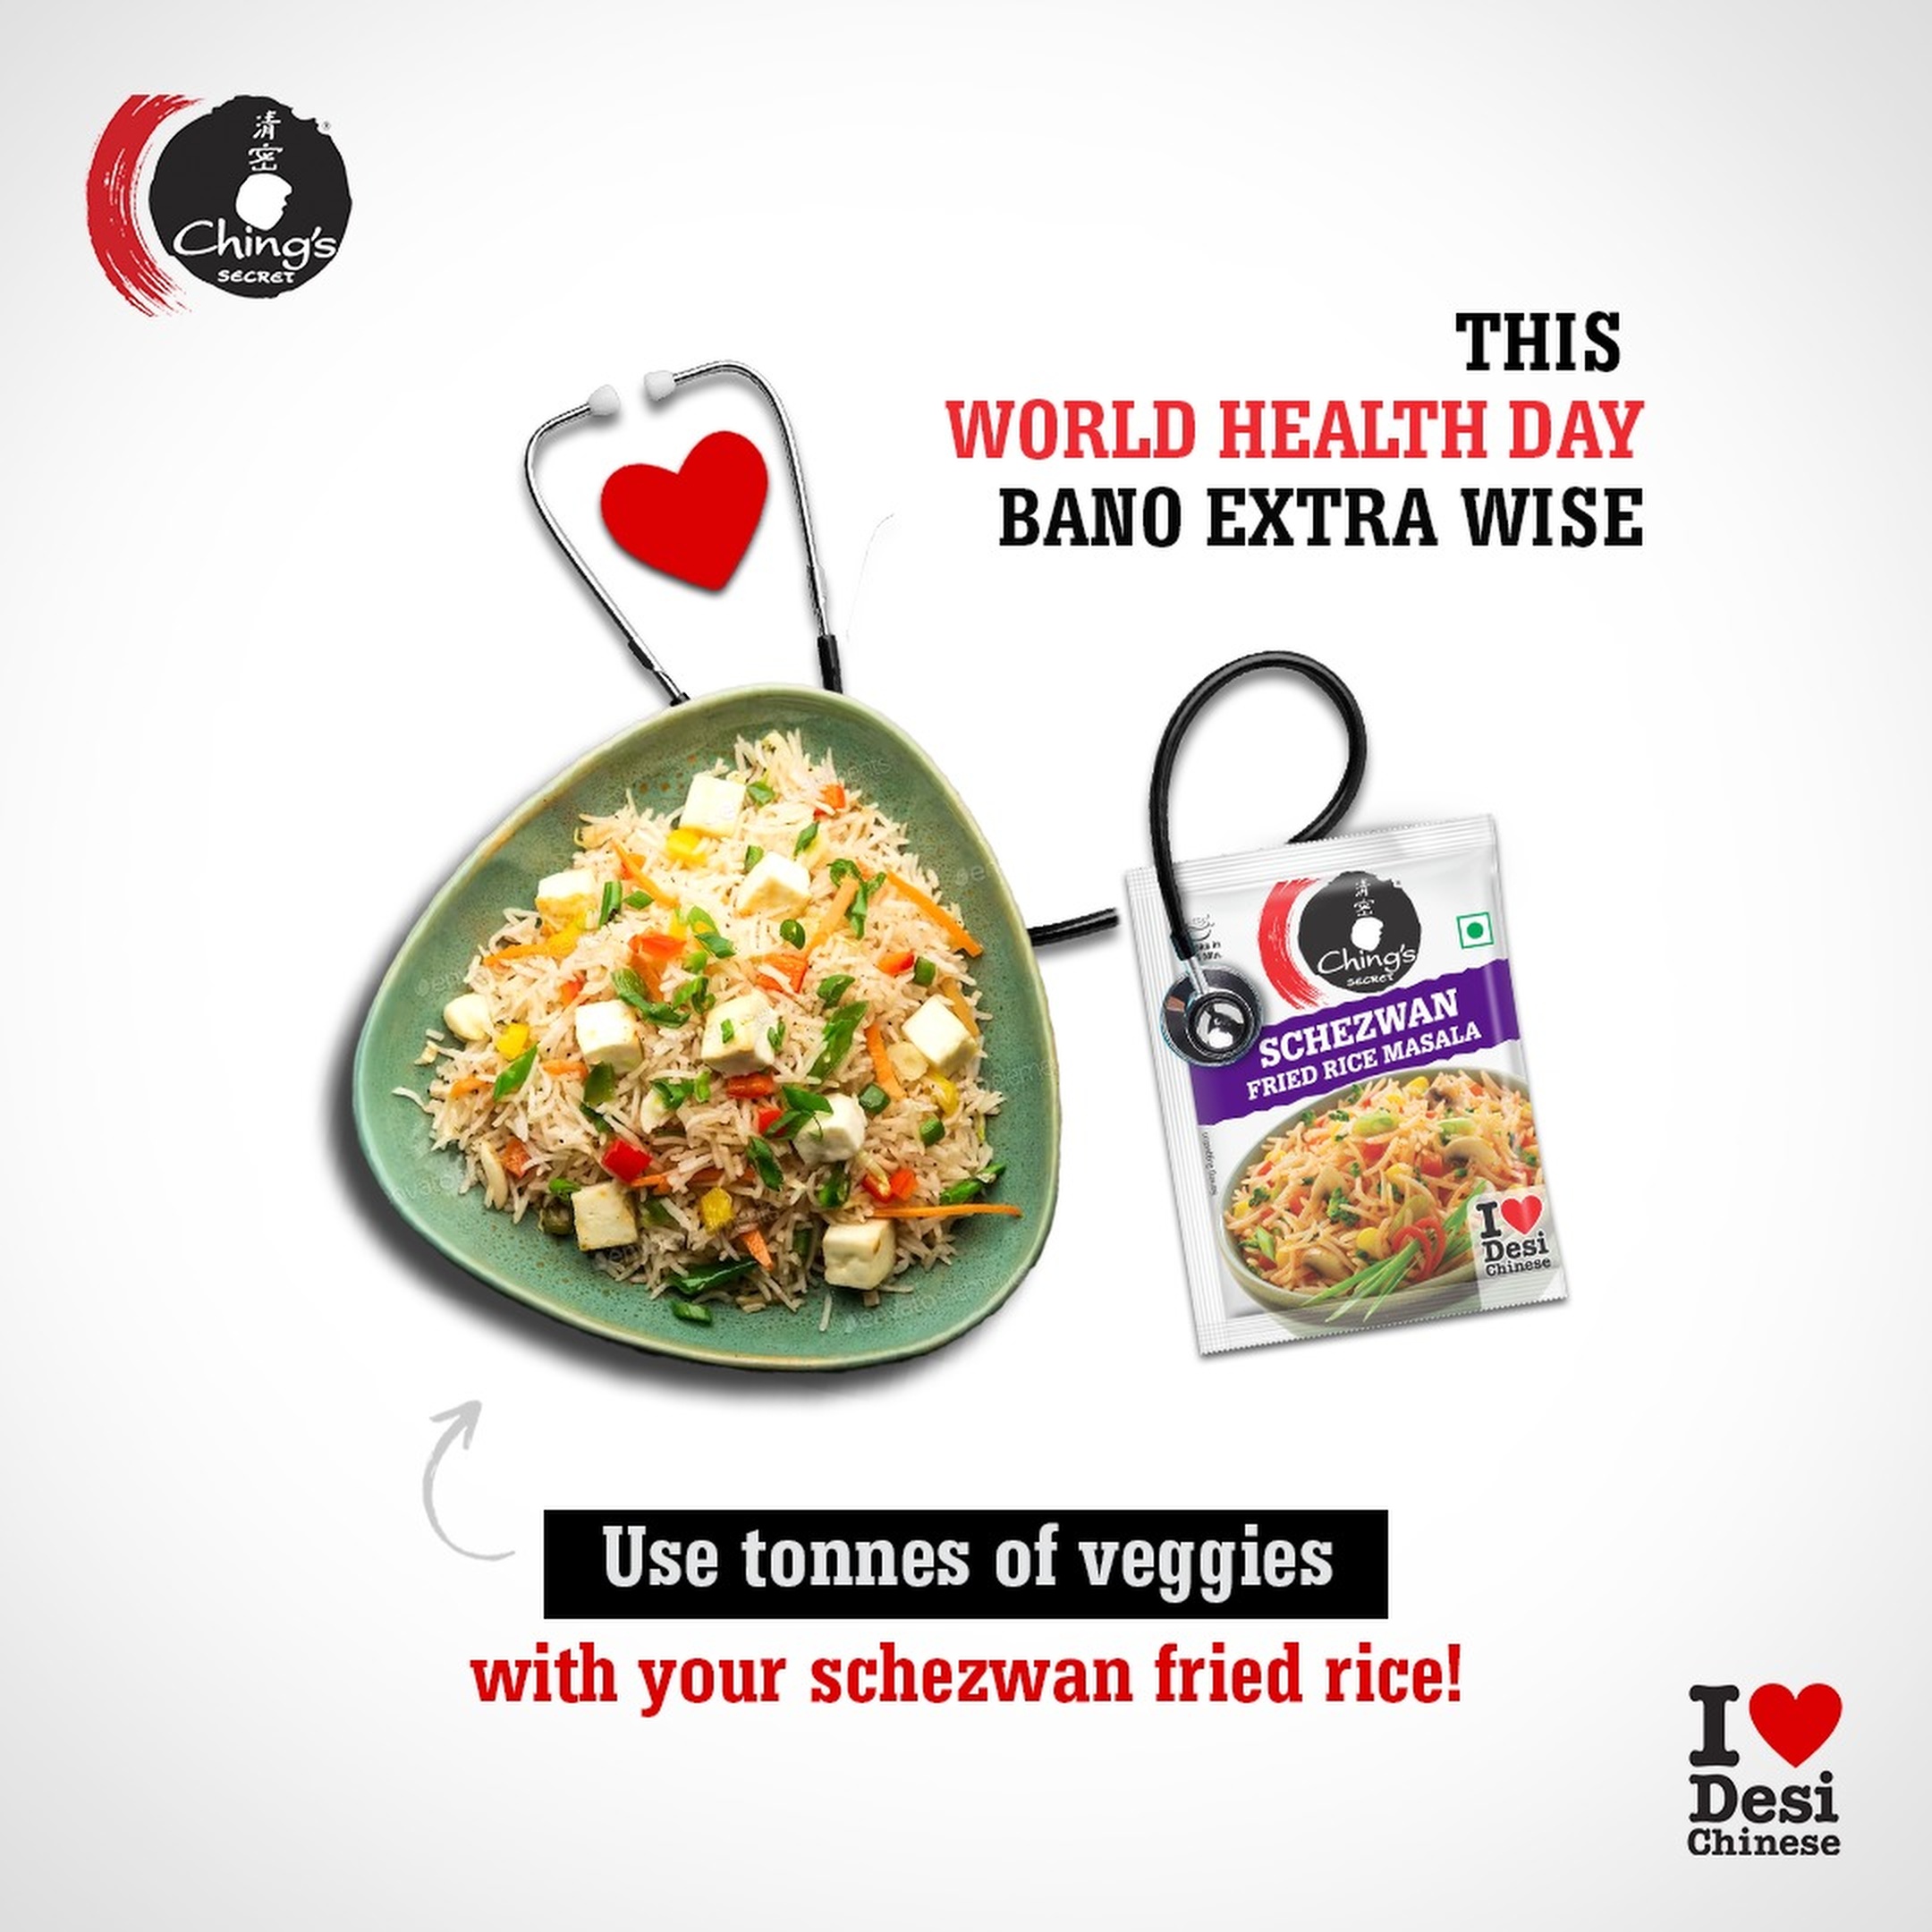 清
密
Ching's
SECRET
THIS
WORLD HEALTH DAY
BANO EXTRA WISE
清
密
Ching's
SECRET
SCHEZWAN
FRIED RICE MASALA
I
Desi
Chinese
Use tonnes of veggies
with your schezwan fried rice!
I
Desi
Chinese